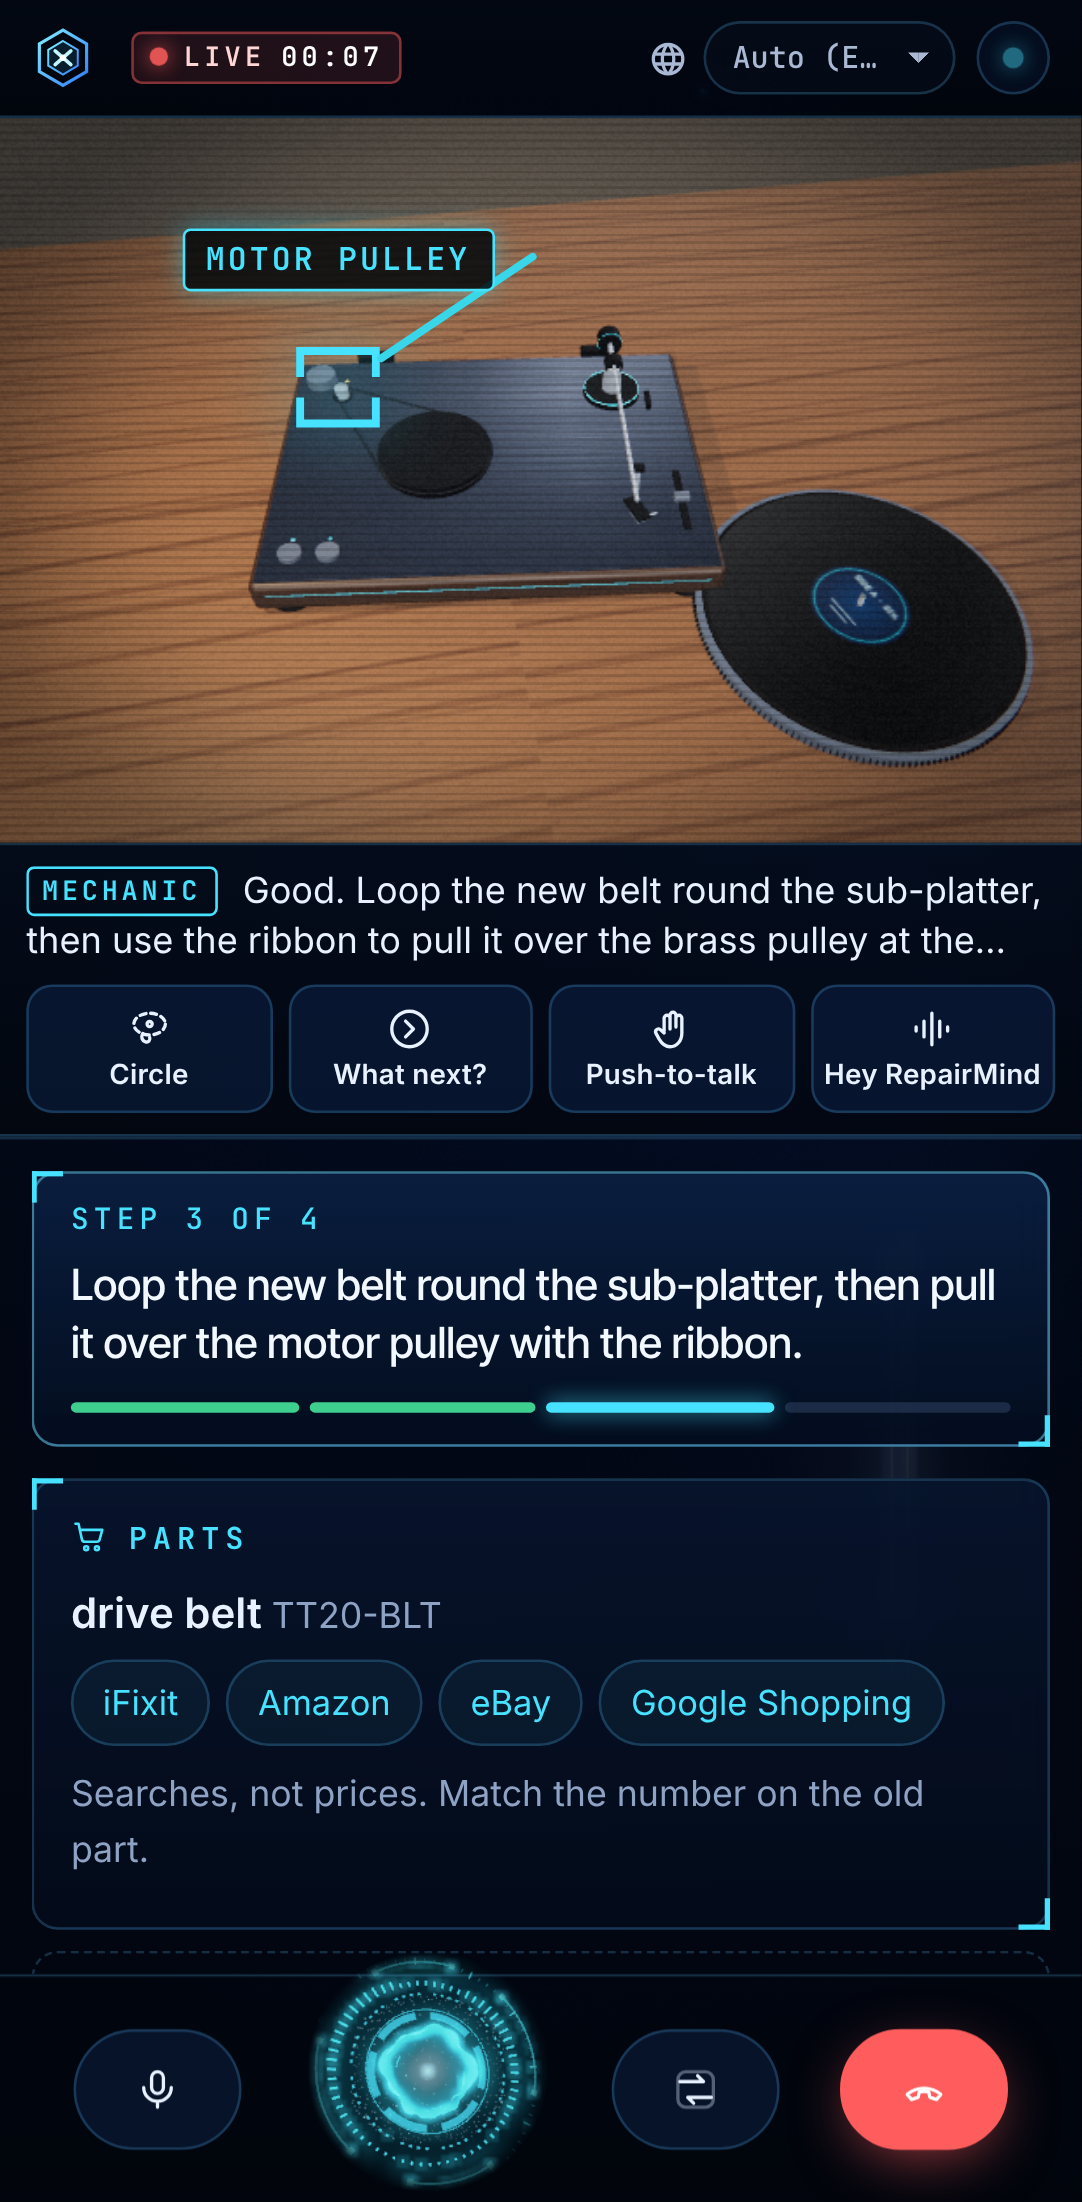 LIVE 00:07
Auto (E…
MOTOR PULLEY
MECHANIC Good. Loop the new belt round the sub-platter,
then use the ribbon to pull it over the brass pulley at the…
Circle
What next?
Push-to-talk
Hey RepairMind
STEP 3 OF 4
Loop the new belt round the sub-platter, then pull
it over the motor pulley with the ribbon.
PARTS
drive belt TT20-BLT
iFixit
Amazon
eBay
Google Shopping
Searches, not prices. Match the number on the old
part.